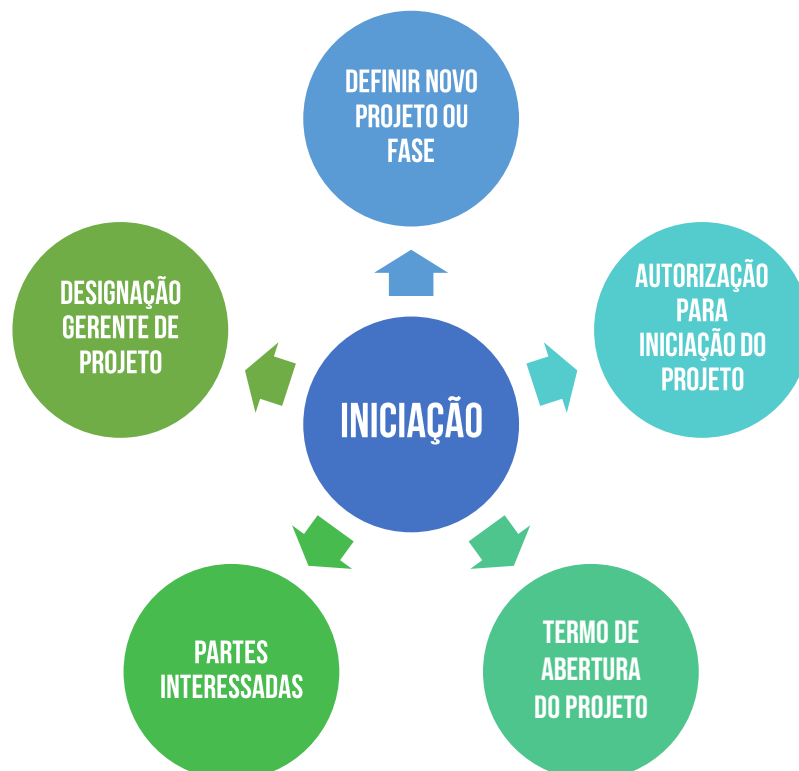 DEFINIR NOVO
PROJETO OU
FASE
DESIGNAÇÃO
GERENTE DE
PROJETO
AUTORIZAÇÃO
PARA
INICIAÇÃO DO
PROJETO
INICIAÇÃO
PARTES
INTERESSADAS
TERMO DE
ABERTURA
DO PROJETO